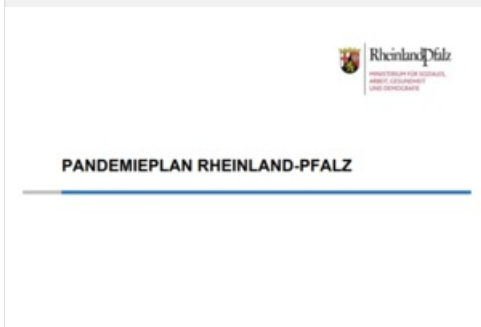 RheinlandPfalz
MINISTERIUM FÜR SOZIALES,
ARBEIT, GESUNDHEIT
UND DEMOGRAFIE
PANDEMIEPLAN RHEINLAND-PFALZ